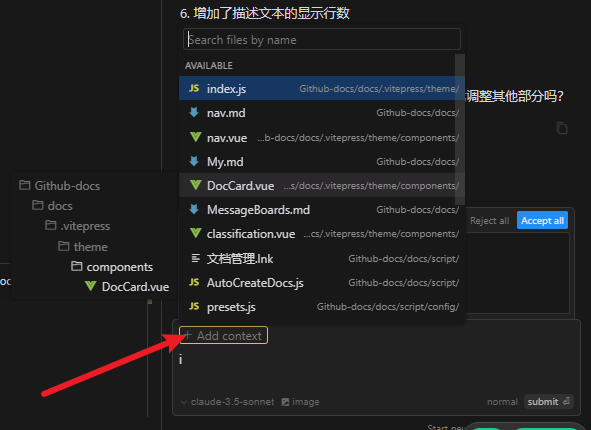 6. 增加了描述文本的显示行数
Search files by name
AVAILABLE
JS index.js Github-docs/docs/.vitepress/theme/
nav.md Github-docs/docs/
nav.vue ...b-docs/docs/.vitepress/theme/components/
My.md Github-docs/docs/
DocCard.vue ...s/docs/.vitepress/theme/components/
MessageBoards.md Github-docs/docs/
classification.vue ...cs/.vitepress/theme/components/
文档管理.lnk Github-docs/docs/script/
JS AutoCreateDocs.js Github-docs/docs/script/
JS presets.js Github-docs/docs/script/config/
调整其他部分吗?
Github-docs
docs
.vitepress
theme
components
DocCard.vue
Reject all Accept all
+ Add context
i
claude-3.5-sonnet image normal submit
Start new